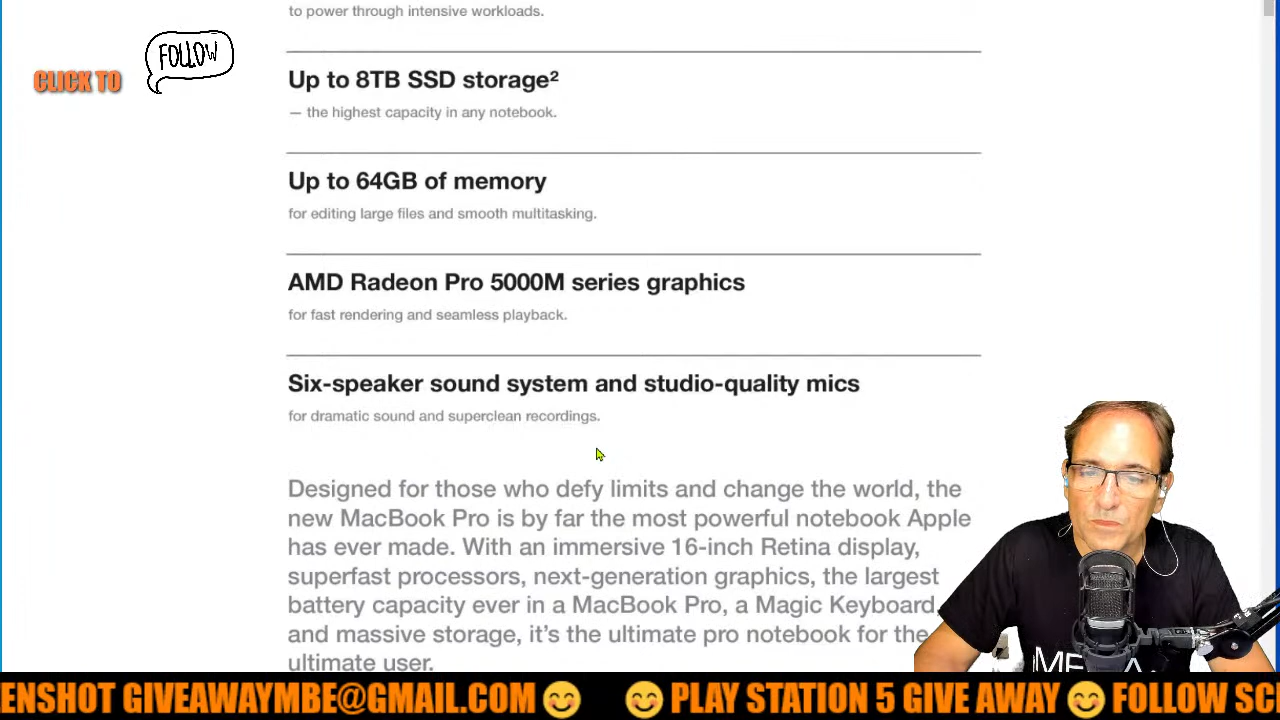 to power through intensive workloads.
CLICK TO FOLLOW
Up to 8TB SSD storage²
— the highest capacity in any notebook.
Up to 64GB of memory
for editing large files and smooth multitasking.
AMD Radeon Pro 5000M series graphics
for fast rendering and seamless playback.
Six-speaker sound system and studio-quality mics
for dramatic sound and superclean recordings.
Designed for those who defy limits and change the world, the
new MacBook Pro is by far the most powerful notebook Apple
has ever made. With an immersive 16-inch Retina display,
superfast processors, next-generation graphics, the largest
battery capacity ever in a MacBook Pro, a Magic Keyboard,
and massive storage, it's the ultimate pro notebook for the
ultimate user.
ENSHOT GIVEAWAYMBE@GMAIL.COM 😊 😊 PLAY STATION 5 GIVE AWAY 😊 FOLLOW SC